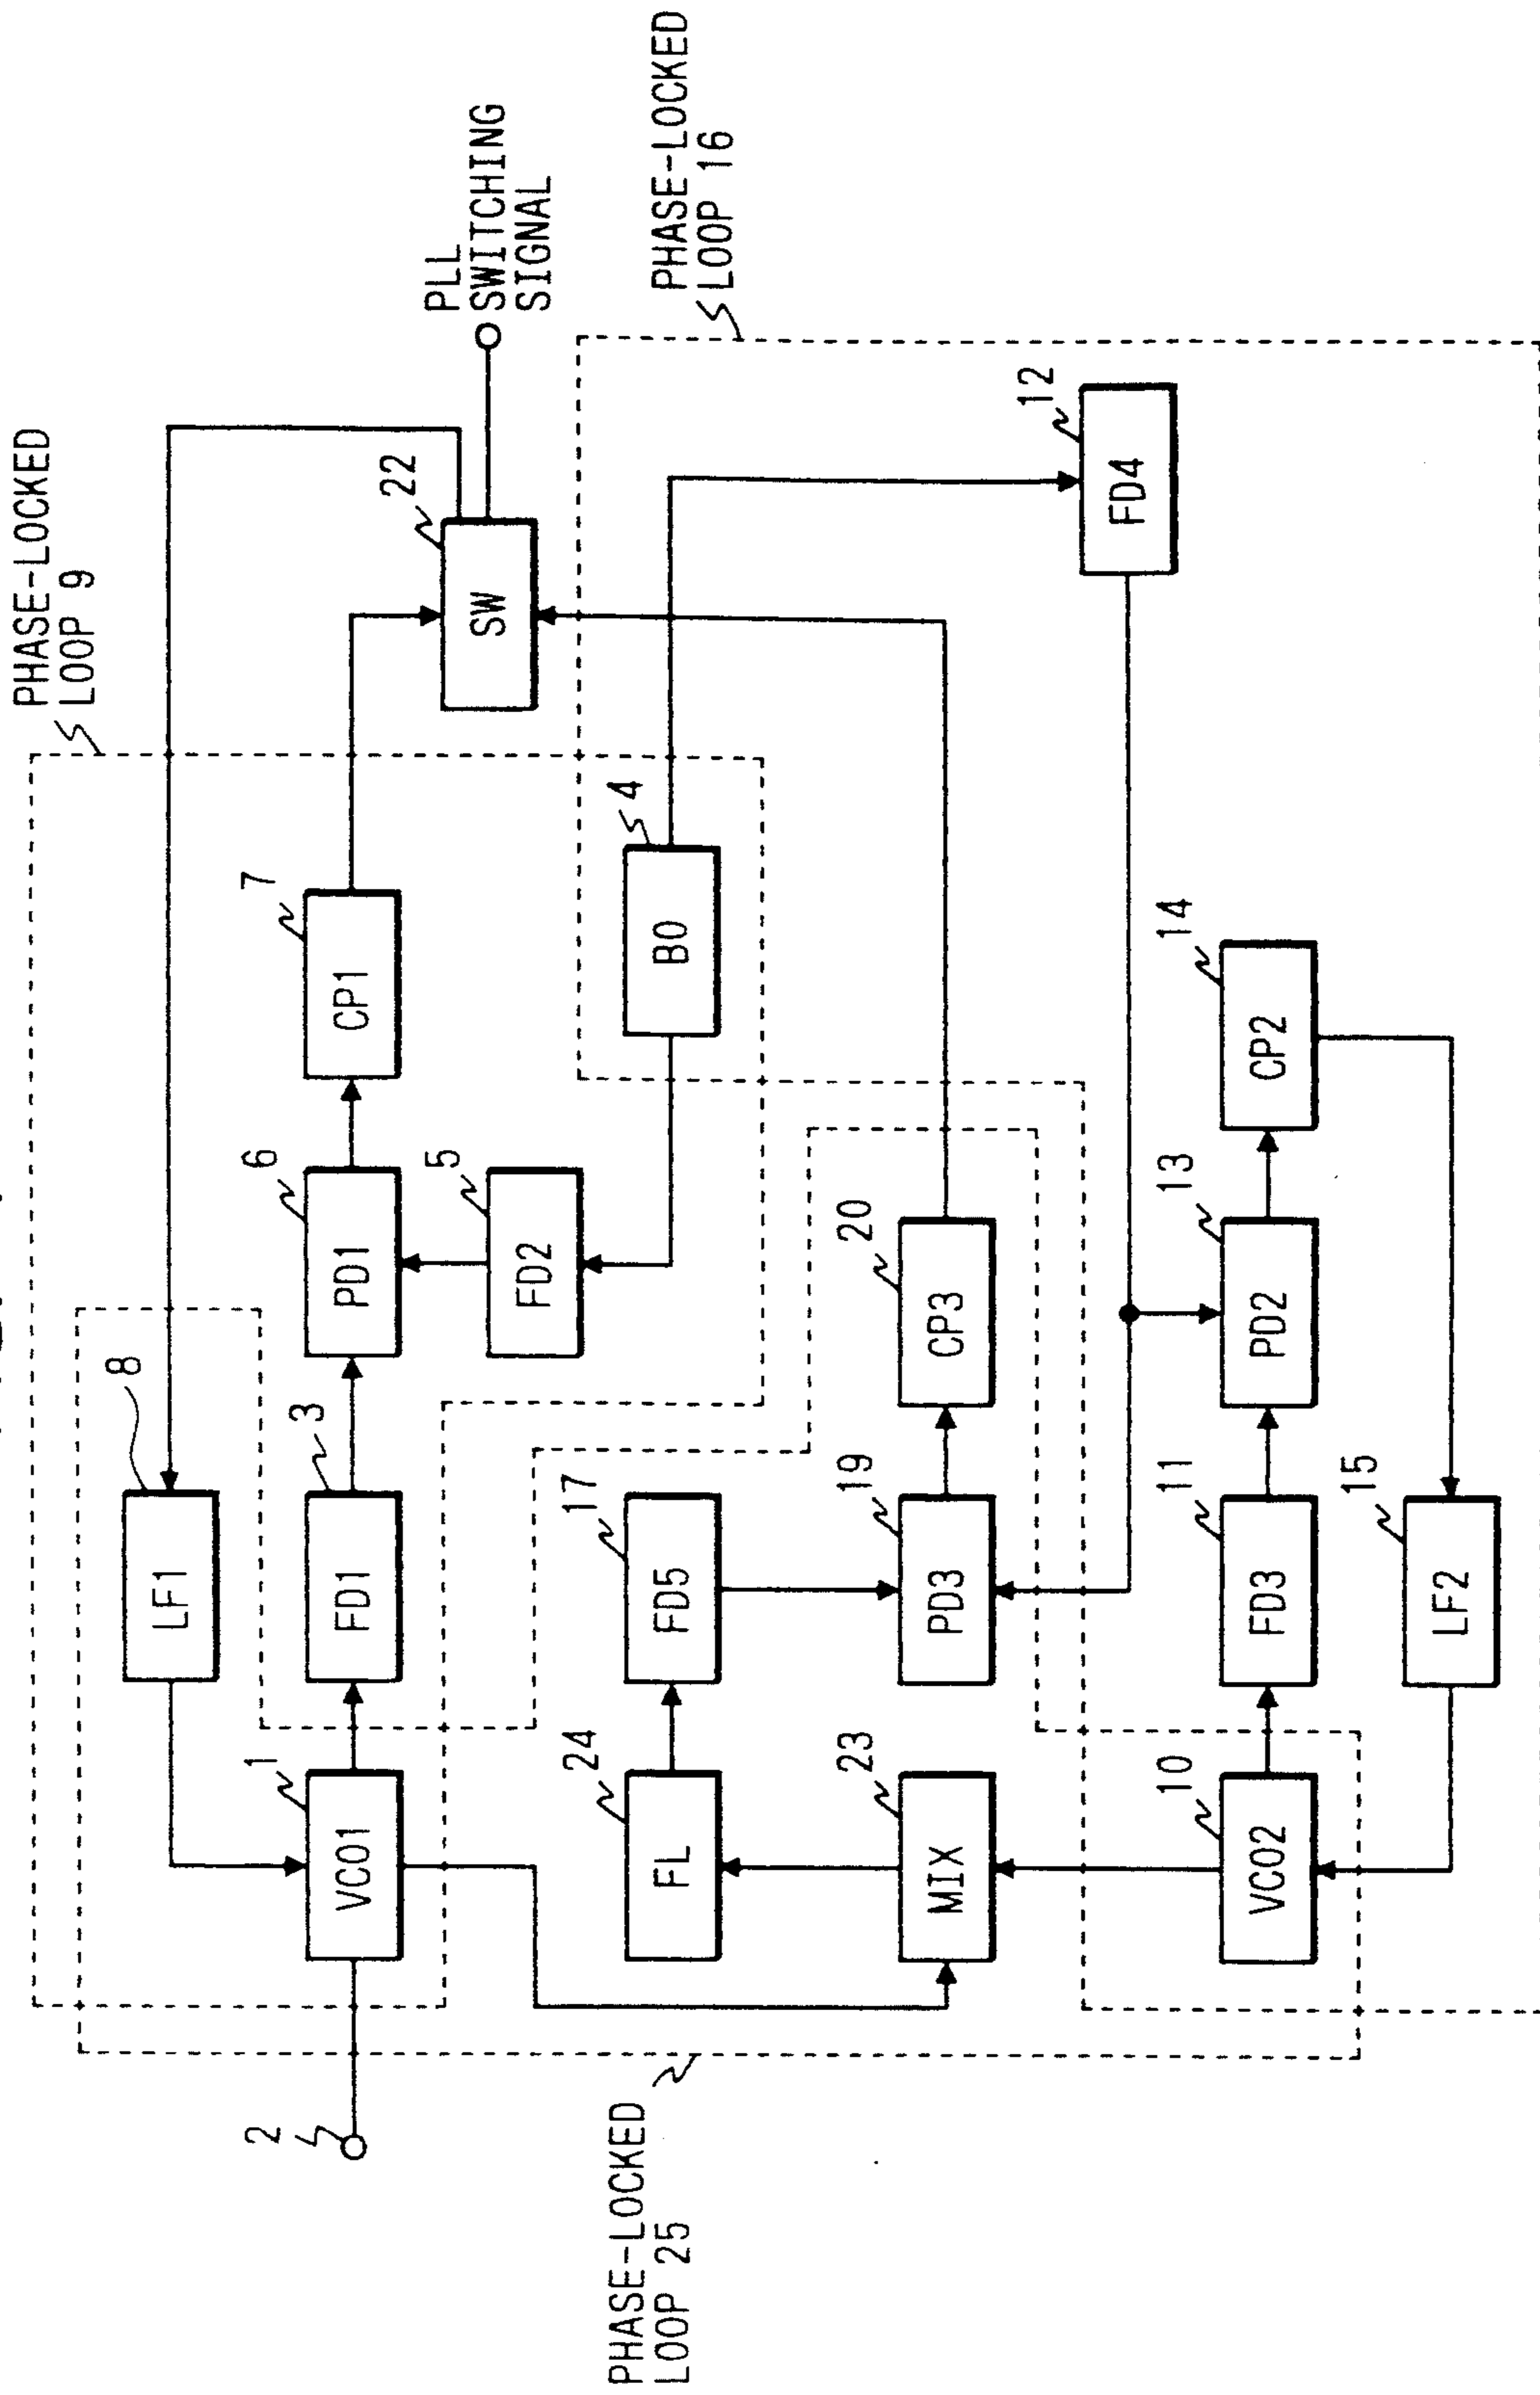 PHASE-LOCKED
LOOP 9
8
LF1
2
1
3
6
7
VCO1
FD1
PD1
CP1
22
SW
PLL
SWITCHING
SIGNAL
5
FD2
PHASE-LOCKED
LOOP 25
24
FL
17
FD5
4
BO
PHASE-LOCKED
LOOP 16
23
MIX
19
PD3
20
CP3
12
FD4
10
VCO2
11
FD3
13
PD2
14
CP2
15
LF2